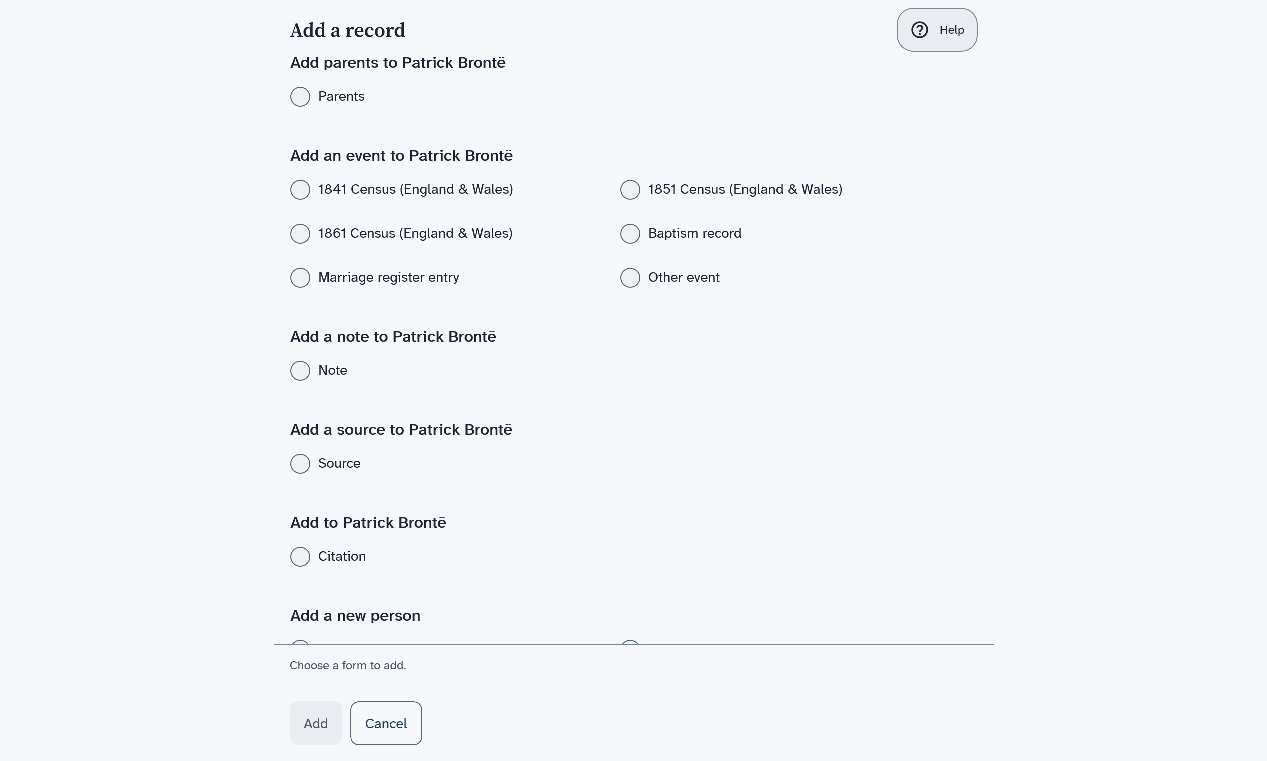 Add a record
Help
Add parents to Patrick Brontë
Parents
Add an event to Patrick Brontë
1841 Census (England & Wales)
1851 Census (England & Wales)
1861 Census (England & Wales)
Baptism record
Marriage register entry
Other event
Add a note to Patrick Brontë
Note
Add a source to Patrick Brontë
Source
Add to Patrick Brontë
Citation
Add a new person
Choose a form to add.
Add
Cancel